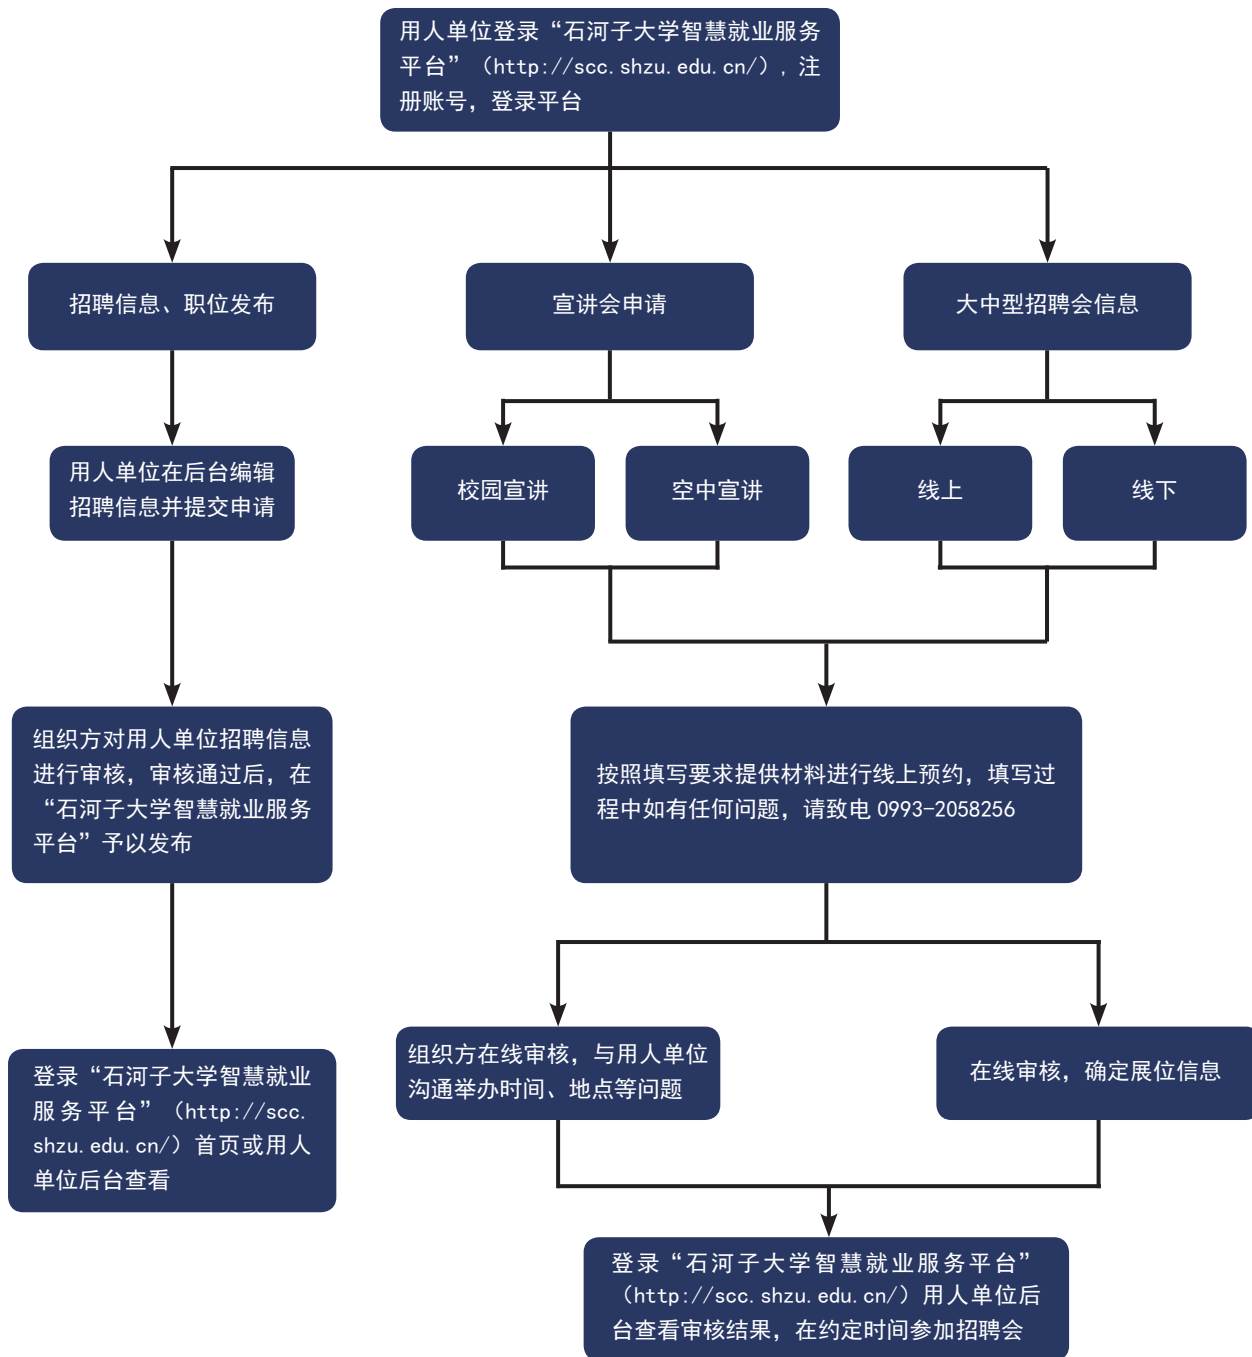 用人单位登录“石河子大学智慧就业服务
平台”（http://scc.shzu.edu.cn/），注
册账号，登录平台
招聘信息、职位发布
宣讲会申请
大中型招聘会信息
用人单位在后台编辑
招聘信息并提交申请
校园宣讲
空中宣讲
线上
线下
组织方对用人单位招聘信息
进行审核，审核通过后，在
“石河子大学智慧就业服务
平台”予以发布
按照填写要求提供材料进行线上预约，填写过
程中如有任何问题，请致电 0993-2058256
登录“石河子大学智慧就业
服务平台”（http://scc.
shzu.edu.cn/）首页或用人
单位后台查看
组织方在线审核，与用人单位
沟通举办时间、地点等问题
在线审核，确定展位信息
登录“石河子大学智慧就业服务平台”
（http://scc.shzu.edu.cn/）用人单位后
台查看审核结果，在约定时间参加招聘会